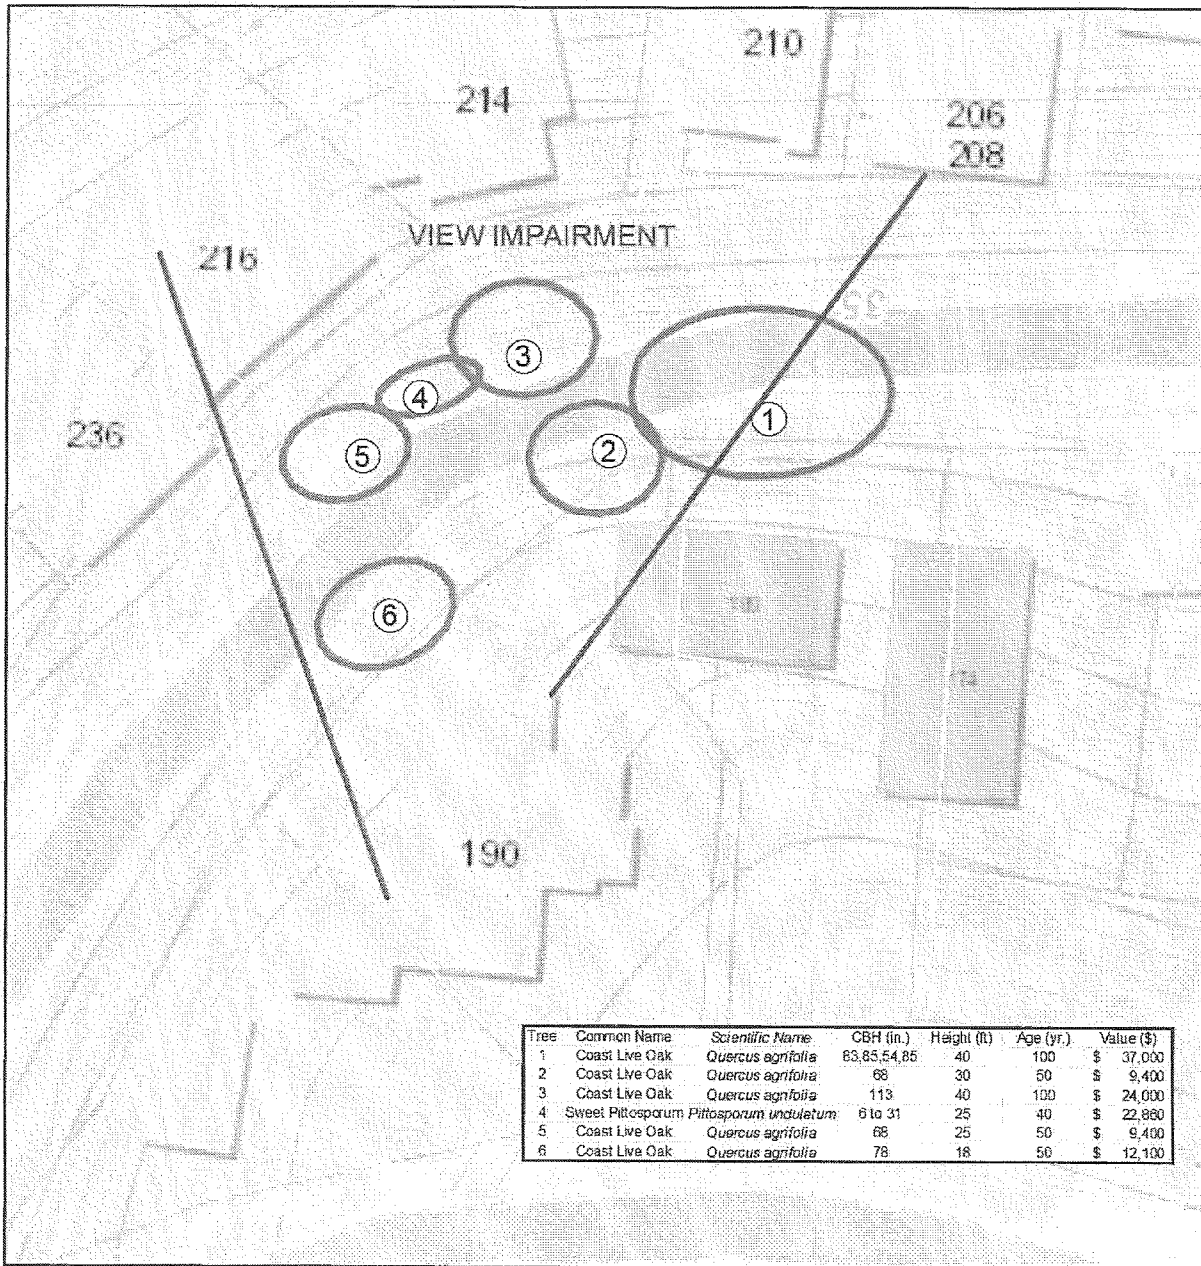 210
214
206
208
VIEW IMPAIRMENT
216
35
3
4
1
236
5
2
6
190
Tree Common Name Scientific Name CBH (in.) Height (ft) Age (yr.) Value ($)
1 Coast Live Oak Quercus agrifolia 83,85,54,85 40 100 $ 37,000
2 Coast Live Oak Quercus agrifolia 68 30 50 $ 9,400
3 Coast Live Oak Quercus agrifolia 113 40 100 $ 24,000
4 Sweet Pittosporum Pittosporum undulatum 6 to 31 25 40 $ 22,860
5 Coast Live Oak Quercus agrifolia 68 25 50 $ 9,400
6 Coast Live Oak Quercus agrifolia 78 18 50 $ 12,100